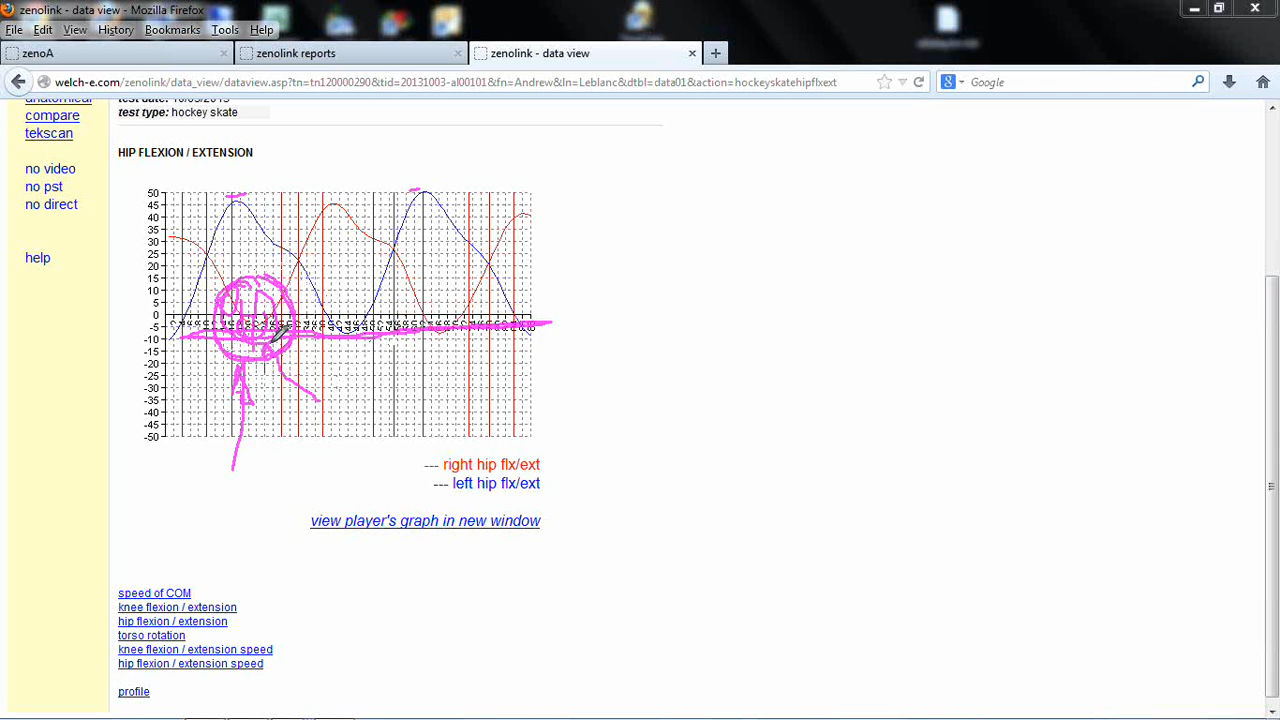 zenolink - data view - Mozilla Firefox
File Edit View History Bookmarks Tools Help
zenoA × zenolink reports × zenolink - data view × +
welch-e.com/zenolink/data_view/dataview.asp?tn=tn120000290&tid=20131003-al00101&fn=Andrew&ln=Leblanc&dtbl=data01&action=hockeyskatehipflxext
Google
anatomical
compare
tekscan
no video
no pst
no direct
help
test type: hockey skate
HIP FLEXION / EXTENSION
50
45
40
35
30
25
20
15
10
5
0
-5
-10
-15
-20
-25
-30
-35
-40
-45
-50
--- right hip flx/ext
--- left hip flx/ext
view player's graph in new window
speed of COM
knee flexion / extension
hip flexion / extension
torso rotation
knee flexion / extension speed
hip flexion / extension speed
profile